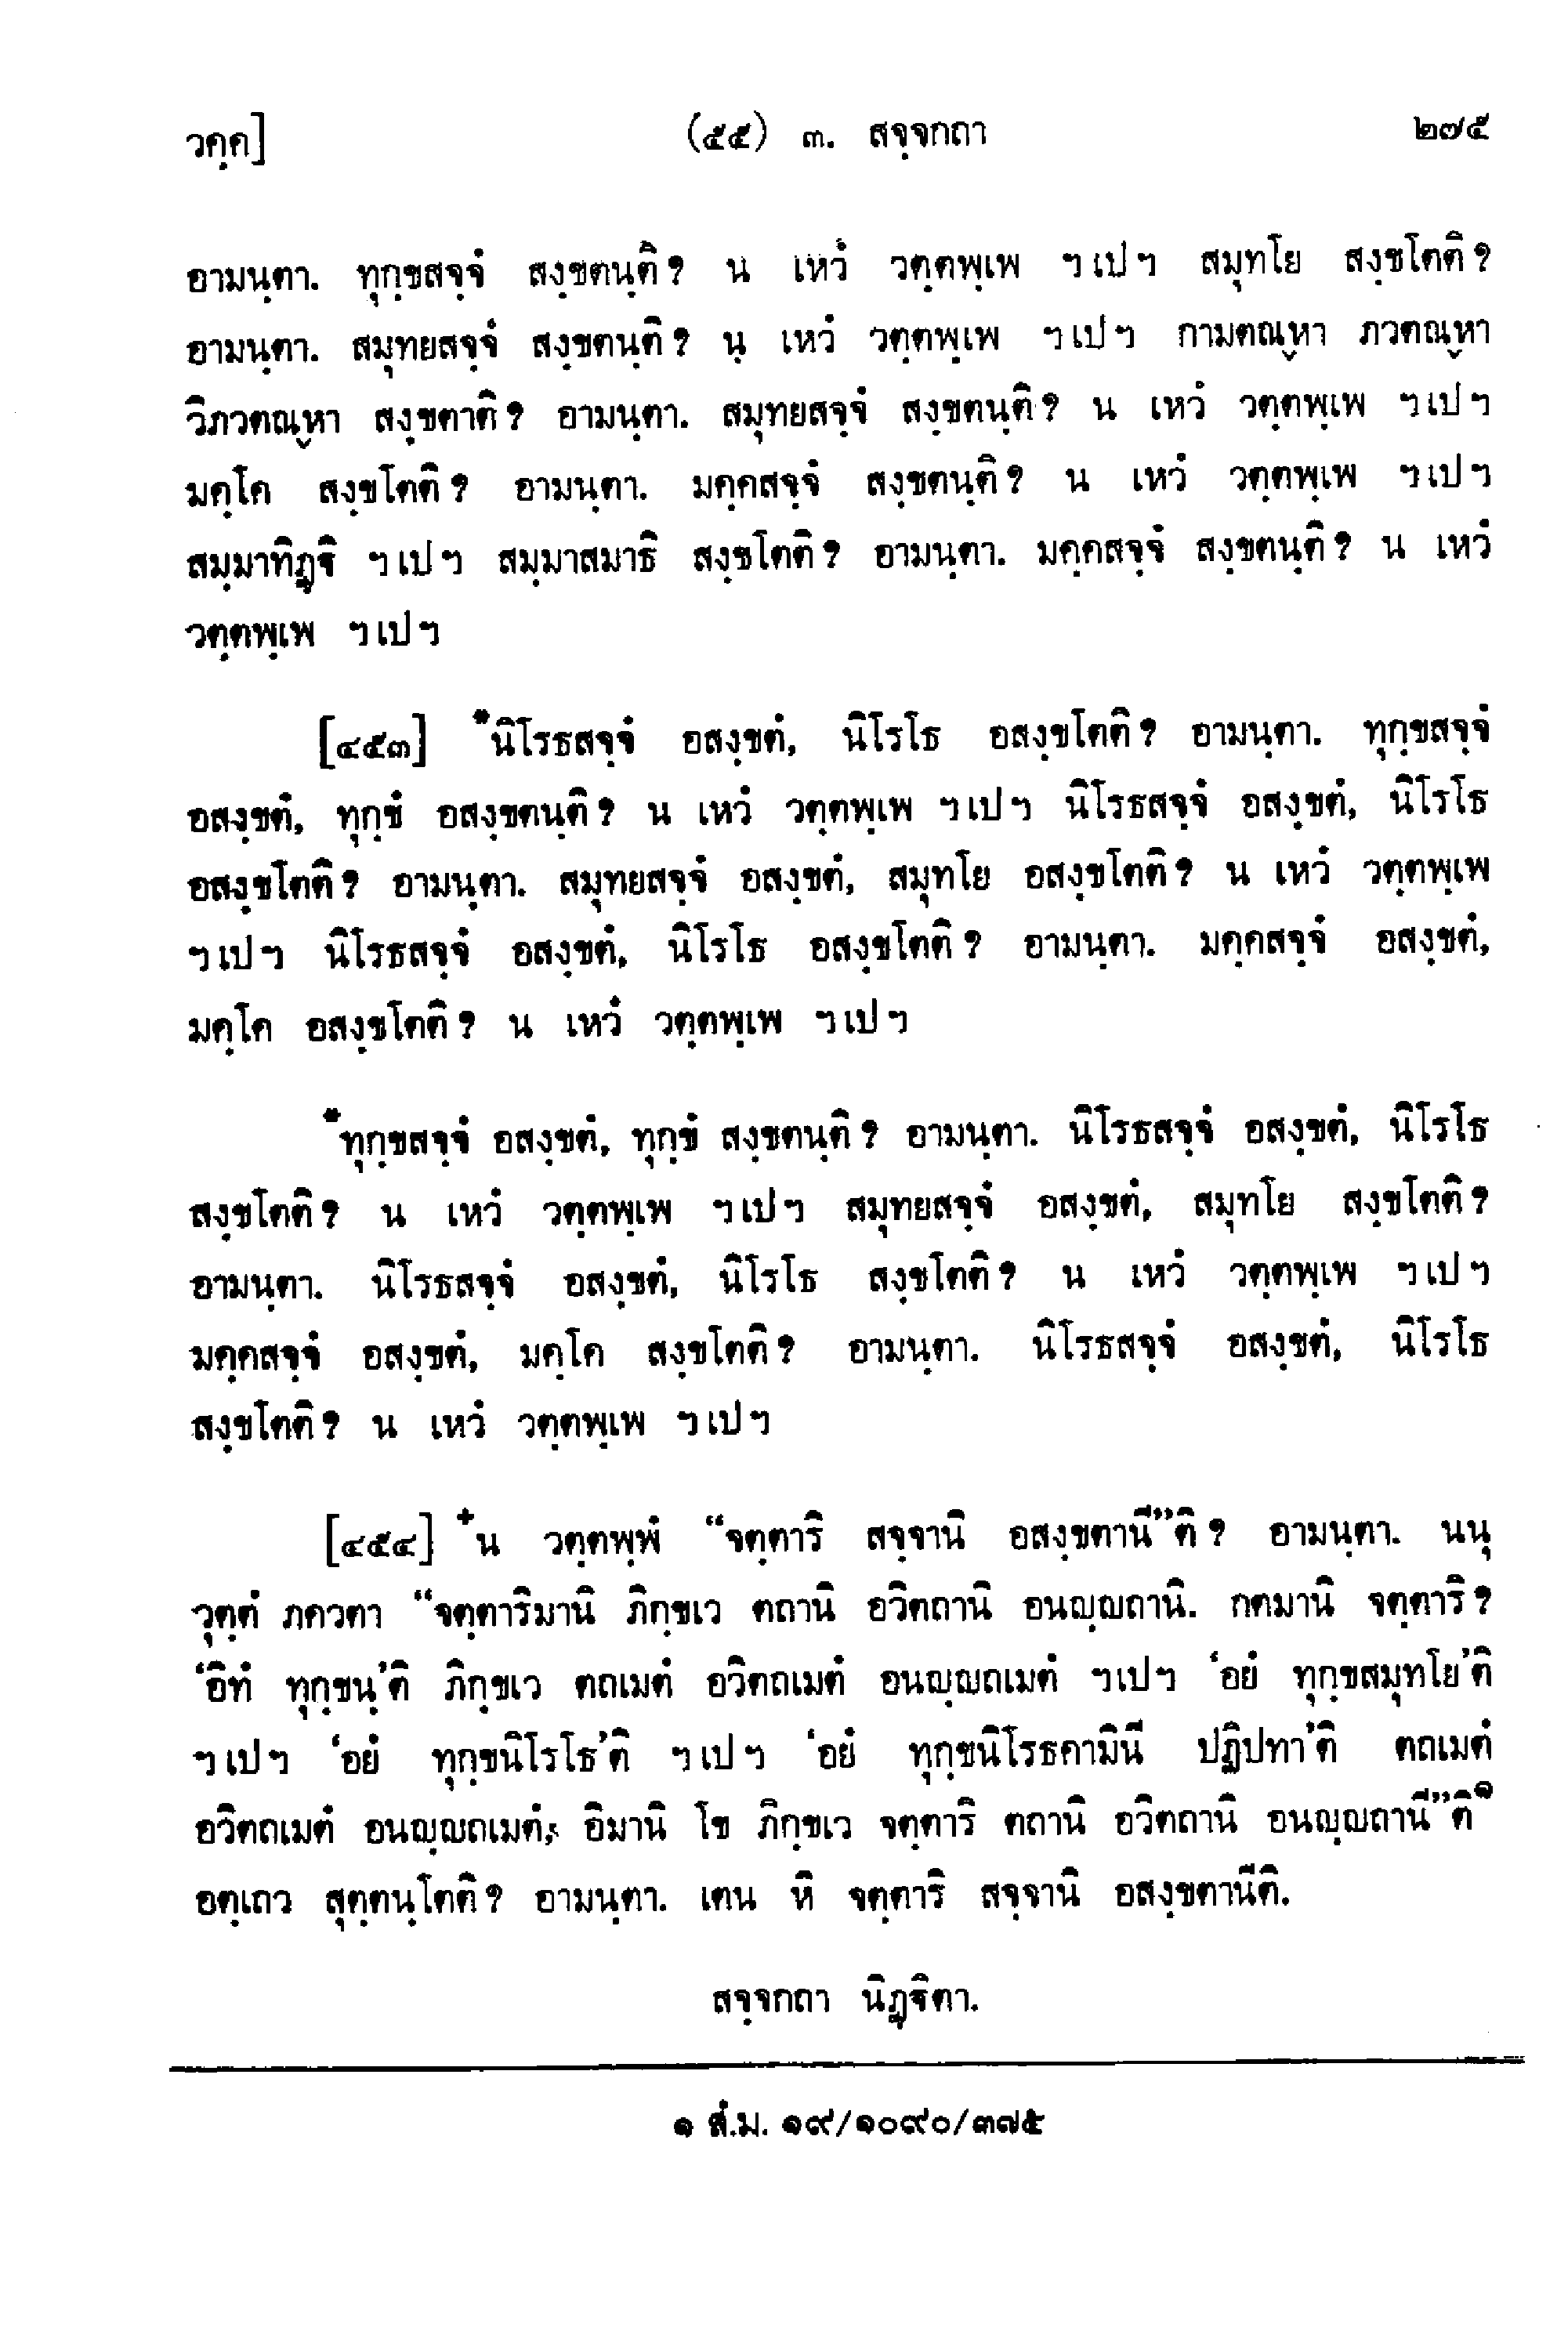 วคฺค]
(๕๕) ๓. สจฺจกถา
๒๗๕
อามนฺตา. ทุกฺขสจฺจํ สงฺขตนฺติ? น เหวํ วตฺตพฺเพ ฯเปฯ สมุทโย สงฺขโตติ?
อามนฺตา. สมุทยสจฺจํ สงฺขตนฺติ? นฺ เหวํ วตฺตพฺเพ ฯเปฯ กามตณฺหา ภวตณฺหา
วิภวตณฺหา สงฺขตาติ? อามนฺตา. สมุทยสจฺจํ สงฺขตนฺติ? น เหวํ วตฺตพฺเพ ฯเปฯ
มคฺโค สงฺขโตติ? อามนฺตา. มคฺคสจฺจํ สงฺขตนฺติ? น เหวํ วตฺตพฺเพ ฯเปฯ
สมฺมาทิฏฺฐิ ฯเปฯ สมฺมาสมาธิ สงฺขโตติ? อามนฺตา. มคฺคสจฺจํ สงฺขตนฺติ? น เหวํ
วตฺตพฺเพ ฯเปฯ
[๔๕๓] *นิโรธสจฺจํ อสงฺขตํ, นิโรโธ อสงฺขโตติ? อามนฺตา. ทุกฺขสจฺจํ
อสงฺขตํ, ทุกฺขํ อสงฺขตนฺติ? น เหวํ วตฺตพฺเพ ฯเปฯ นิโรธสจฺจํ อสงฺขตํ, นิโรโธ
อสงฺขโตติ? อามนฺตา. สมุทยสจฺจํ อสงฺขตํ, สมุทโย อสงฺขโตติ? น เหวํ วตฺตพฺเพ
ฯเปฯ นิโรธสจฺจํ อสงฺขตํ, นิโรโธ อสงฺขโตติ? อามนฺตา. มคฺคสจฺจํ อสงฺขตํ,
มคฺโค อสงฺขโตติ? น เหวํ วตฺตพฺเพ ฯเปฯ
*ทุกฺขสจฺจํ อสงฺขตํ, ทุกฺขํ สงฺขตนฺติ? อามนฺตา. นิโรธสจฺจํ อสงฺขตํ, นิโรโธ
สงฺขโตติ? น เหวํ วตฺตพฺเพ ฯเปฯ สมุทยสจฺจํ อสงฺขตํ, สมุทโย สงฺขโตติ?
อามนฺตา. นิโรธสจฺจํ อสงฺขตํ, นิโรโธ สงฺขโตติ? น เหวํ วตฺตพฺเพ ฯเปฯ
มคฺคสจฺจํ อสงฺขตํ, มคฺโค สงฺขโตติ? อามนฺตา. นิโรธสจฺจํ อสงฺขตํ, นิโรโธ
สงฺขโตติ? น เหวํ วตฺตพฺเพ ฯเปฯ
[๔๕๔] +น วตฺตพฺพํ “จตฺตาริ สจฺจานิ อสงฺขตานี”ติ? อามนฺตา. นนุ
วุตฺตํ ภควตา “จตฺตาริมานิ ภิกฺขเว ตถานิ อวิตถานิ อนญฺญถานิ. กตมานิ จตฺตาริ?
‘อิทํ ทุกฺขนฺ’ติ ภิกฺขเว ตถเมตํ อวิตถเมตํ อนญฺญถเมตํ ฯเปฯ ‘อยํ ทุกฺขสมุทโย’ติ
ฯเปฯ ‘อยํ ทุกฺขนิโรโธ’ติ ฯเปฯ ‘อยํ ทุกฺขนิโรธคามินี ปฏิปทา’ติ ตถเมตํ
อวิตถเมตํ อนญฺญถเมตํ; อิมานิ โข ภิกฺขเว จตฺตาริ ตถานิ อวิตถานิ อนญฺญถานี”ติ๑
อตฺเถว สุตฺตนฺโตติ? อามนฺตา. เตน หิ จตฺตาริ สจฺจานิ อสงฺขตานีติ.
สจฺจกถา นิฏฺฐิตา.
๑ สํ.ม. ๑๙/๑๐๙๐/๓๗๕